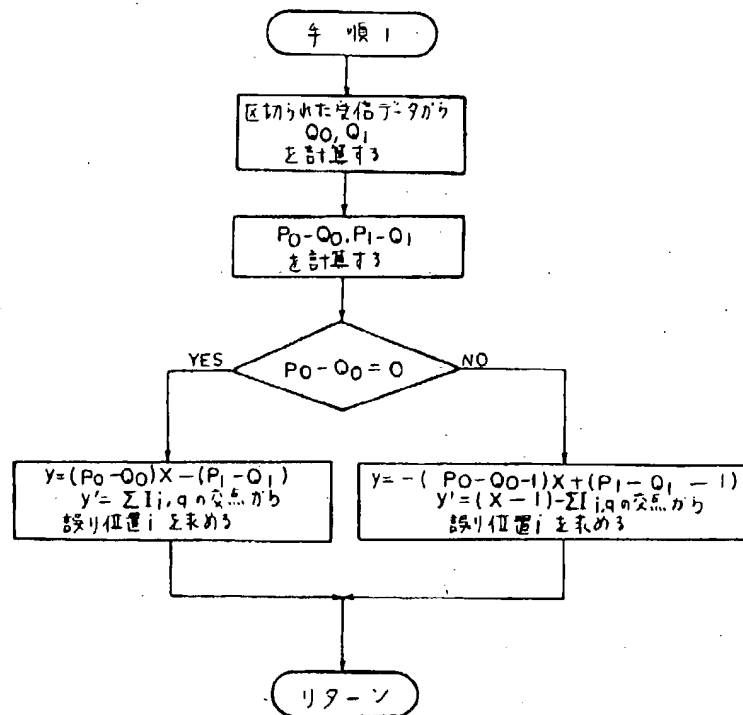 手順1
区切られた受信データから
Q0, Q1
を計算する
P0-Q0, P1-Q1
を計算する
YES
P0-Q0=0
NO
y=(P0-Q0)X-(P1-Q1)
y'=ΣIj,qの交点から
誤り位置iを求める
y=-(P0-Q0-1)X+(P1-Q1-1)
y'=(X-1)-ΣIj,qの交点から
誤り位置iを求める
リターン